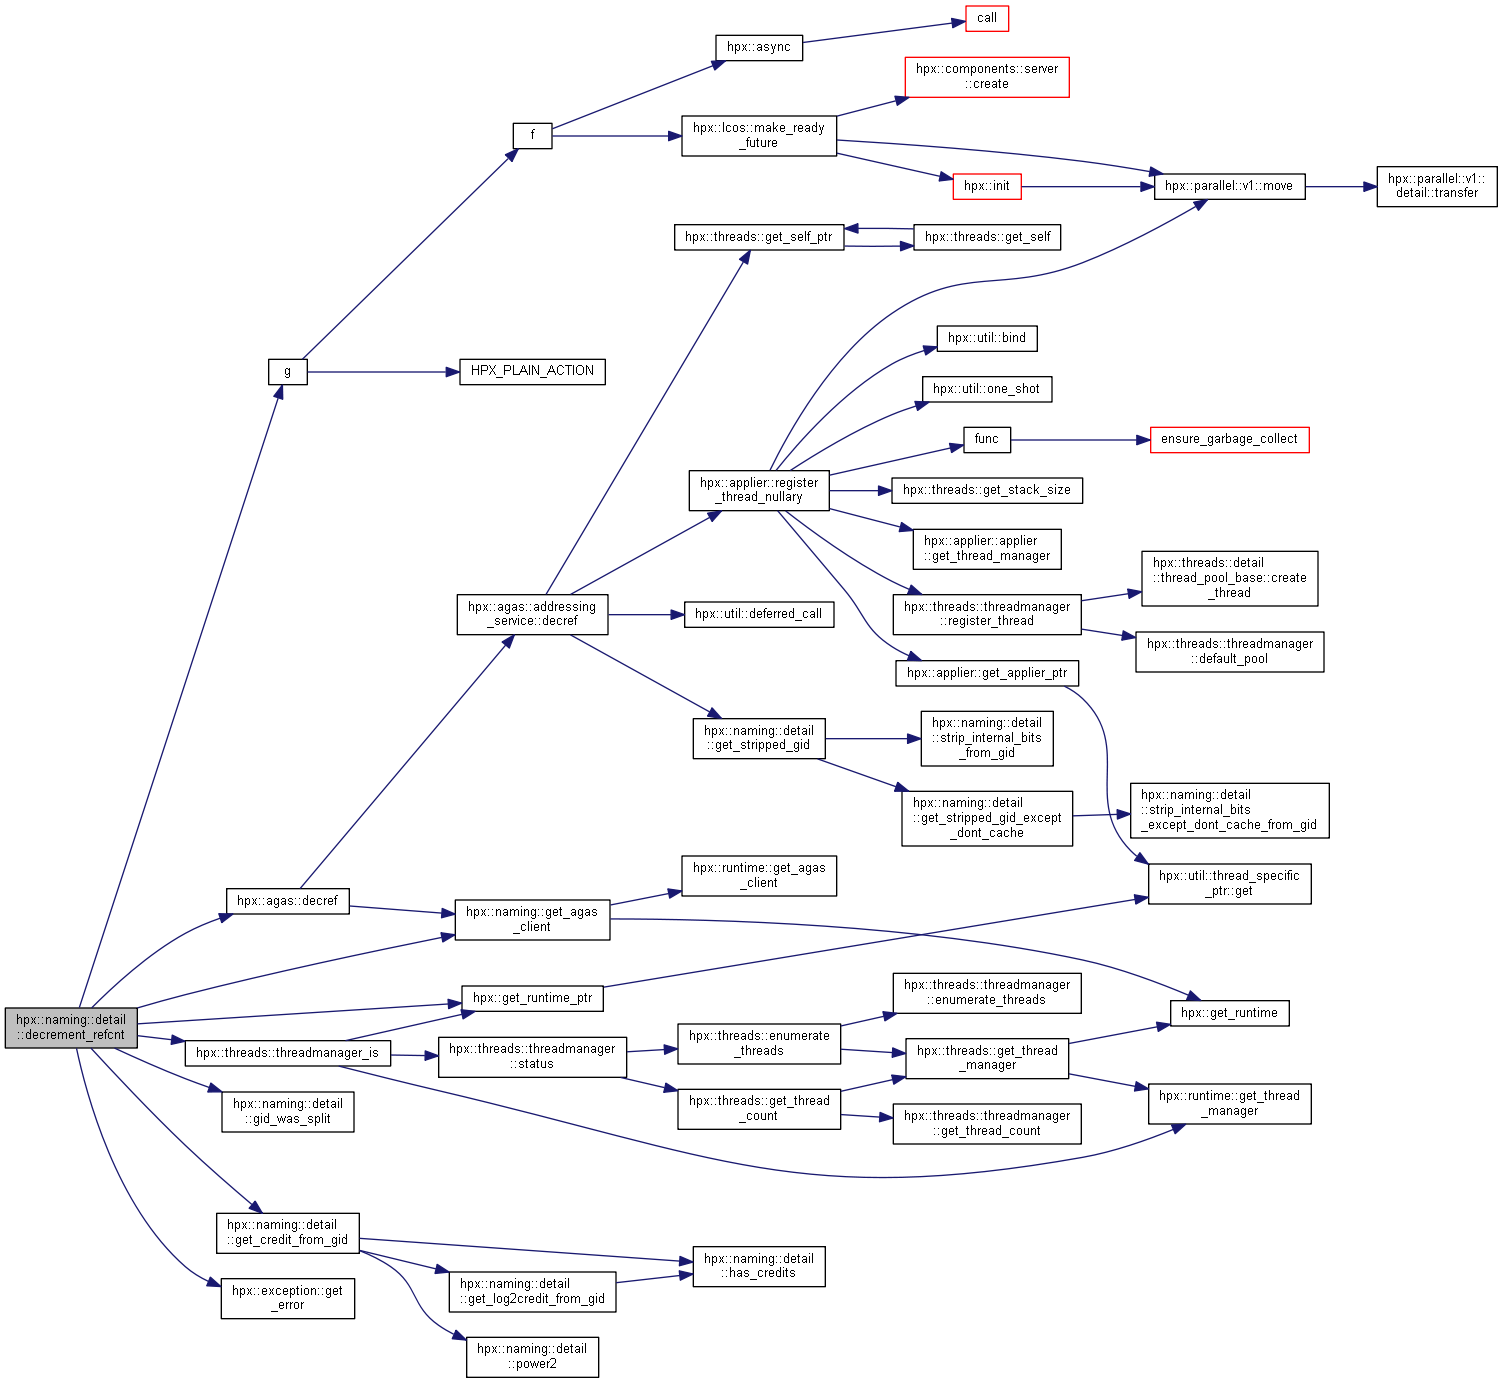 call
hpx::async
hpx::components::server
::create
f
hpx::lcos::make_ready
_future
hpx::init
hpx::parallel::v1::move
hpx::parallel::v1::
detail::transfer
hpx::threads::get_self_ptr
hpx::threads::get_self
hpx::util::bind
g
HPX_PLAIN_ACTION
hpx::util::one_shot
func
ensure_garbage_collect
hpx::applier::register
_thread_nullary
hpx::threads::get_stack_size
hpx::applier::applier
::get_thread_manager
hpx::threads::detail
::thread_pool_base::create
_thread
hpx::agas::addressing
_service::decref
hpx::util::deferred_call
hpx::threads::threadmanager
::register_thread
hpx::threads::threadmanager
::default_pool
hpx::applier::get_applier_ptr
hpx::naming::detail
::get_stripped_gid
hpx::naming::detail
::strip_internal_bits
_from_gid
hpx::naming::detail
::get_stripped_gid_except
_dont_cache
hpx::naming::detail
::strip_internal_bits
_except_dont_cache_from_gid
hpx::runtime::get_agas
_client
hpx::util::thread_specific
_ptr::get
hpx::agas::decref
hpx::naming::get_agas
_client
hpx::get_runtime_ptr
hpx::threads::threadmanager
::enumerate_threads
hpx::get_runtime
hpx::naming::detail
::decrement_refcnt
hpx::threads::threadmanager_is
hpx::threads::threadmanager
::status
hpx::threads::enumerate
_threads
hpx::threads::get_thread
_manager
hpx::naming::detail
::gid_was_split
hpx::threads::get_thread
_count
hpx::threads::threadmanager
::get_thread_count
hpx::runtime::get_thread
_manager
hpx::naming::detail
::get_credit_from_gid
hpx::naming::detail
::has_credits
hpx::exception::get
_error
hpx::naming::detail
::get_log2credit_from_gid
hpx::naming::detail
::power2